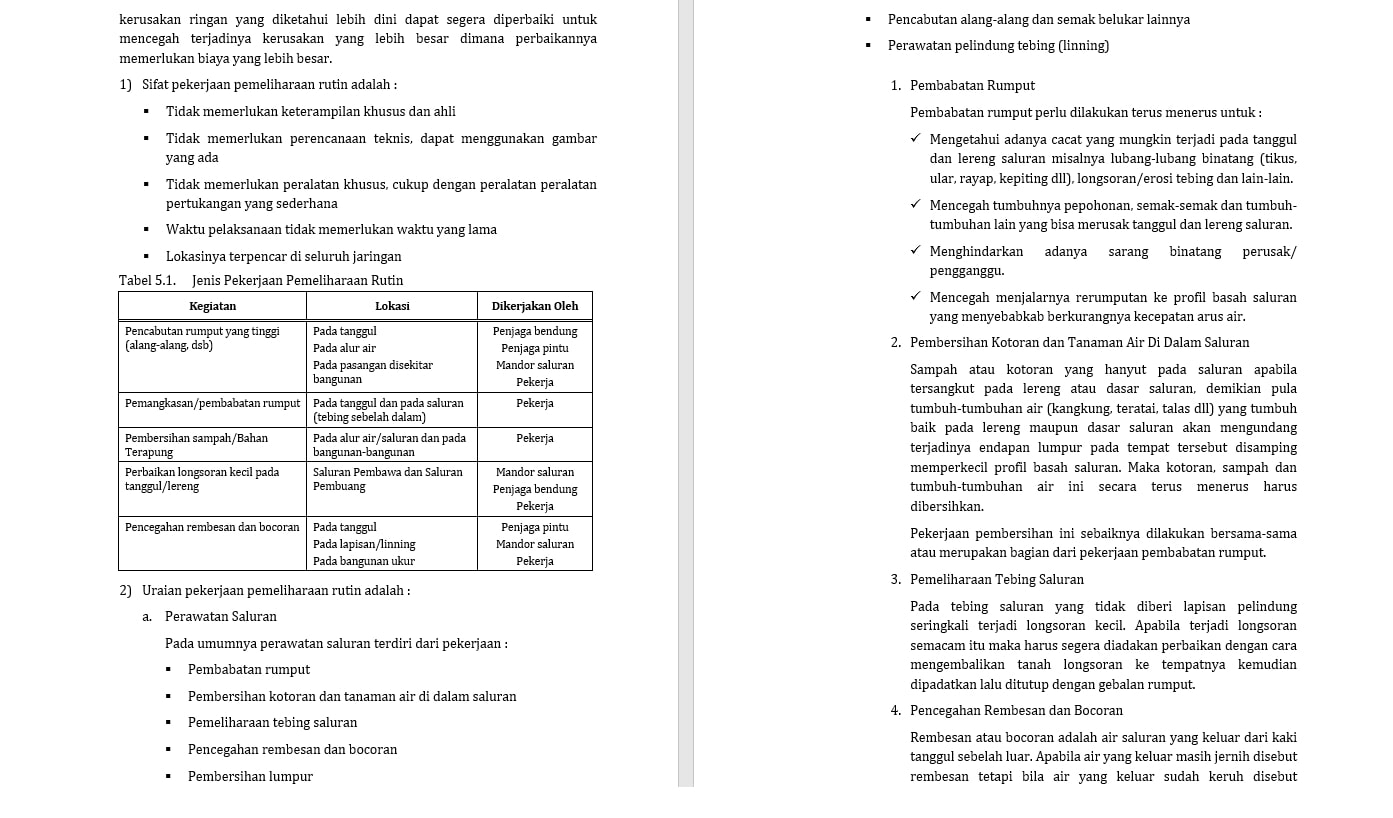 kerusakan ringan yang diketahui lebih dini dapat segera diperbaiki untuk
mencegah terjadinya kerusakan yang lebih besar dimana perbaikannya
memerlukan biaya yang lebih besar.
1) Sifat pekerjaan pemeliharaan rutin adalah :
▪ Tidak memerlukan keterampilan khusus dan ahli
▪ Tidak memerlukan perencanaan teknis, dapat menggunakan gambar
yang ada
▪ Tidak memerlukan peralatan khusus, cukup dengan peralatan peralatan
pertukangan yang sederhana
▪ Waktu pelaksanaan tidak memerlukan waktu yang lama
▪ Lokasinya terpencar di seluruh jaringan
Tabel 5.1. Jenis Pekerjaan Pemeliharaan Rutin
Kegiatan Lokasi Dikerjakan Oleh
Pencabutan rumput yang tinggi
(alang-alang, dsb)
Pada tanggul
Pada alur air
Pada pasangan disekitar
bangunan
Penjaga bendung
Penjaga pintu
Mandor saluran
Pekerja
Pemangkasan/pembabatan rumput
Pada tanggul dan pada saluran
(tebing sebelah dalam)
Pekerja
Pembersihan sampah/Bahan
Terapung
Pada alur air/saluran dan pada
bangunan-bangunan
Pekerja
Perbaikan longsoran kecil pada
tanggul/lereng
Saluran Pembawa dan Saluran
Pembuang
Mandor saluran
Penjaga bendung
Pekerja
Pencegahan rembesan dan bocoran
Pada tanggul
Pada lapisan/linning
Pada bangunan ukur
Penjaga pintu
Mandor saluran
Pekerja
2) Uraian pekerjaan pemeliharaan rutin adalah :
a. Perawatan Saluran
Pada umumnya perawatan saluran terdiri dari pekerjaan :
▪ Pembabatan rumput
▪ Pembersihan kotoran dan tanaman air di dalam saluran
▪ Pemeliharaan tebing saluran
▪ Pencegahan rembesan dan bocoran
▪ Pembersihan lumpur
▪ Pencabutan alang-alang dan semak belukar lainnya
▪ Perawatan pelindung tebing (linning)
1. Pembabatan Rumput
Pembabatan rumput perlu dilakukan terus menerus untuk :
✓ Mengetahui adanya cacat yang mungkin terjadi pada tanggul
dan lereng saluran misalnya lubang-lubang binatang (tikus,
ular, rayap, kepiting dll), longsoran/erosi tebing dan lain-lain.
✓ Mencegah tumbuhnya pepohonan, semak-semak dan tumbuh-
tumbuhan lain yang bisa merusak tanggul dan lereng saluran.
✓ Menghindarkan adanya sarang binatang perusak/
pengganggu.
✓ Mencegah menjalarnya rerumputan ke profil basah saluran
yang menyebabkab berkurangnya kecepatan arus air.
2. Pembersihan Kotoran dan Tanaman Air Di Dalam Saluran
Sampah atau kotoran yang hanyut pada saluran apabila
tersangkut pada lereng atau dasar saluran, demikian pula
tumbuh-tumbuhan air (kangkung, teratai, talas dll) yang tumbuh
baik pada lereng maupun dasar saluran akan mengundang
terjadinya endapan lumpur pada tempat tersebut disamping
memperkecil profil basah saluran. Maka kotoran, sampah dan
tumbuh-tumbuhan air ini secara terus menerus harus
dibersihkan.
Pekerjaan pembersihan ini sebaiknya dilakukan bersama-sama
atau merupakan bagian dari pekerjaan pembabatan rumput.
3. Pemeliharaan Tebing Saluran
Pada tebing saluran yang tidak diberi lapisan pelindung
seringkali terjadi longsoran kecil. Apabila terjadi longsoran
semacam itu maka harus segera diadakan perbaikan dengan cara
mengembalikan tanah longsoran ke tempatnya kemudian
dipadatkan lalu ditutup dengan gebalan rumput.
4. Pencegahan Rembesan dan Bocoran
Rembesan atau bocoran adalah air saluran yang keluar dari kaki
tanggul sebelah luar. Apabila air yang keluar masih jernih disebut
rembesan tetapi bila air yang keluar sudah keruh disebut